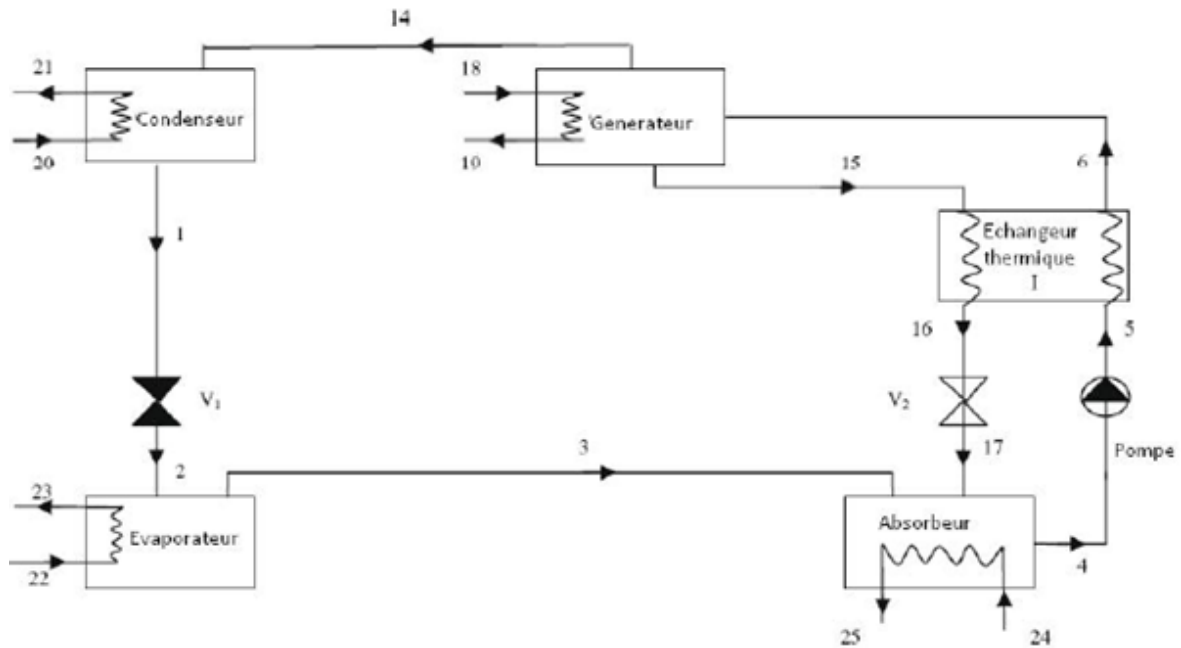 14
21
18
Condenseur
Generateur
20
19
15
6
1
Echangeur
thermique
I
16
5
V1
V2
3
17
2
Pompe
23
Evaporateur
Absorbeur
22
4
25
24